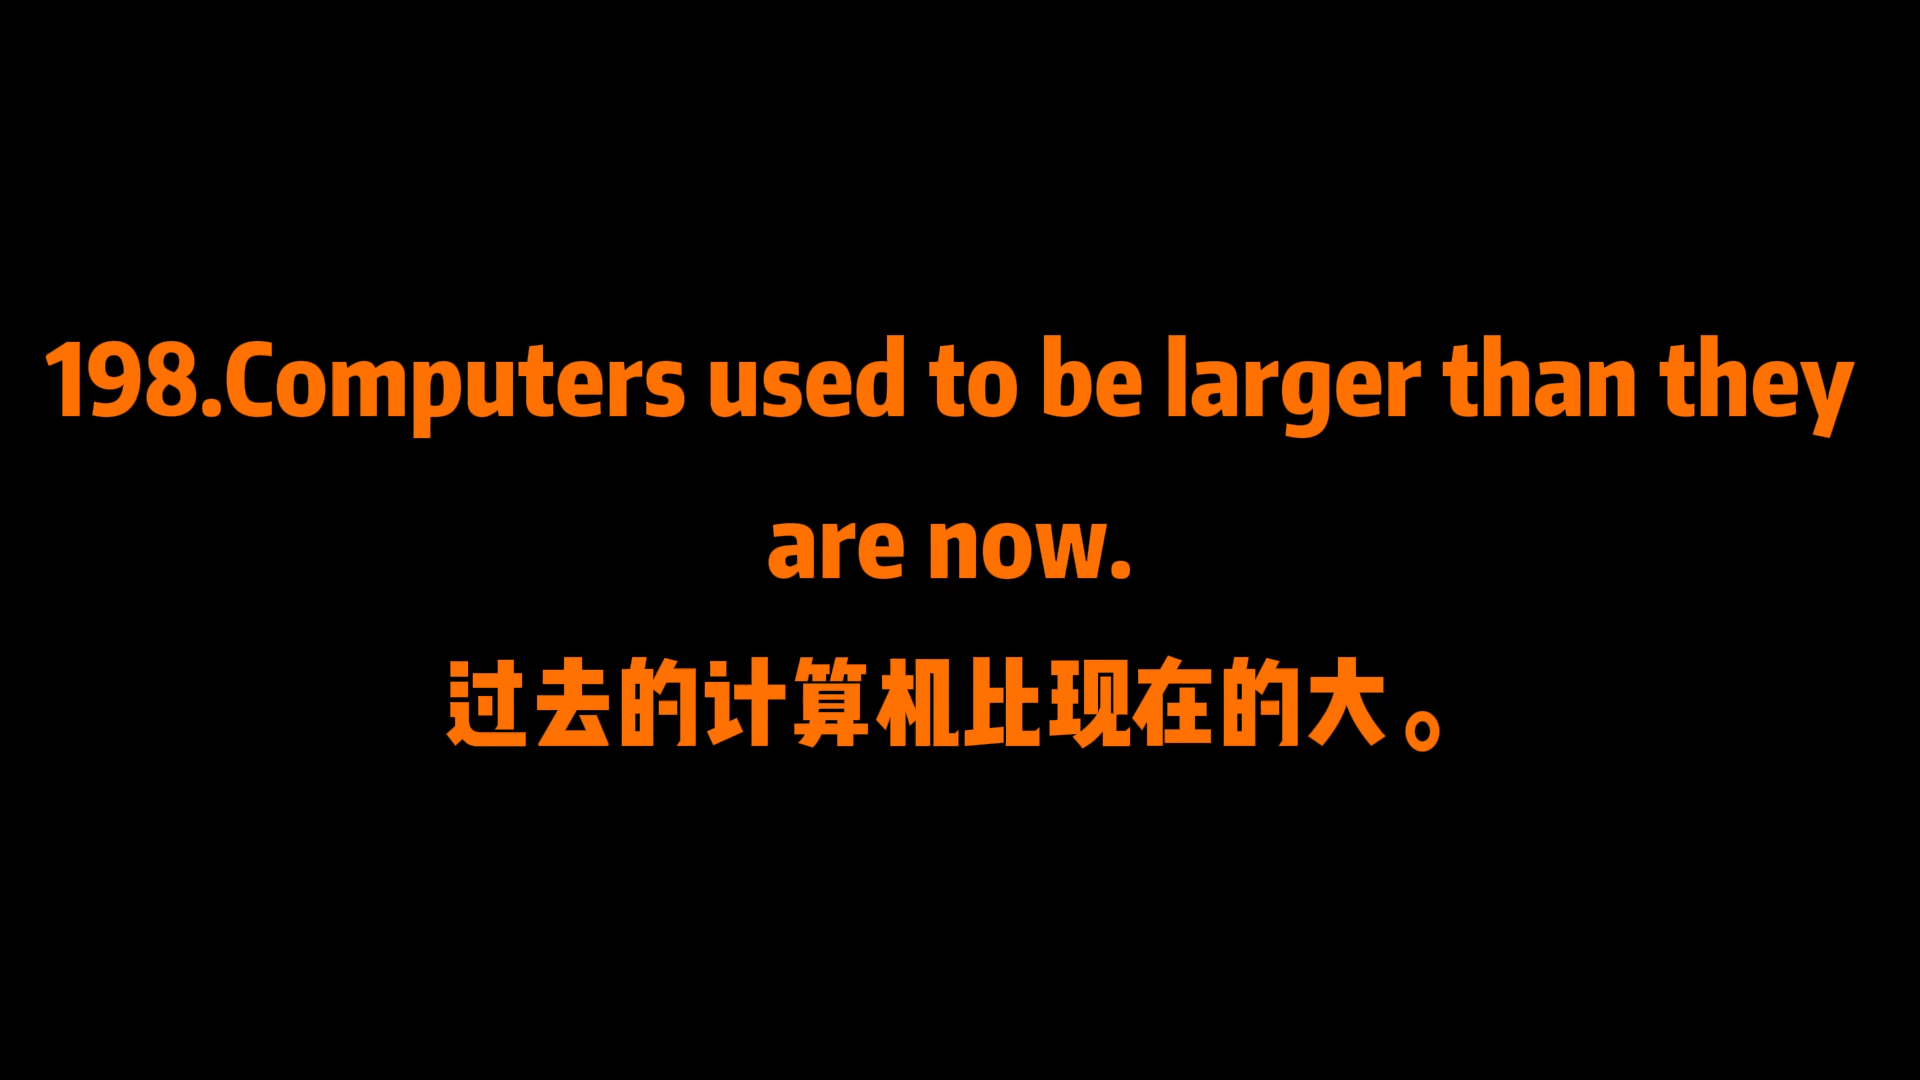 198.Computers used to be larger than they
are now.
过去的计算机比现在的大。